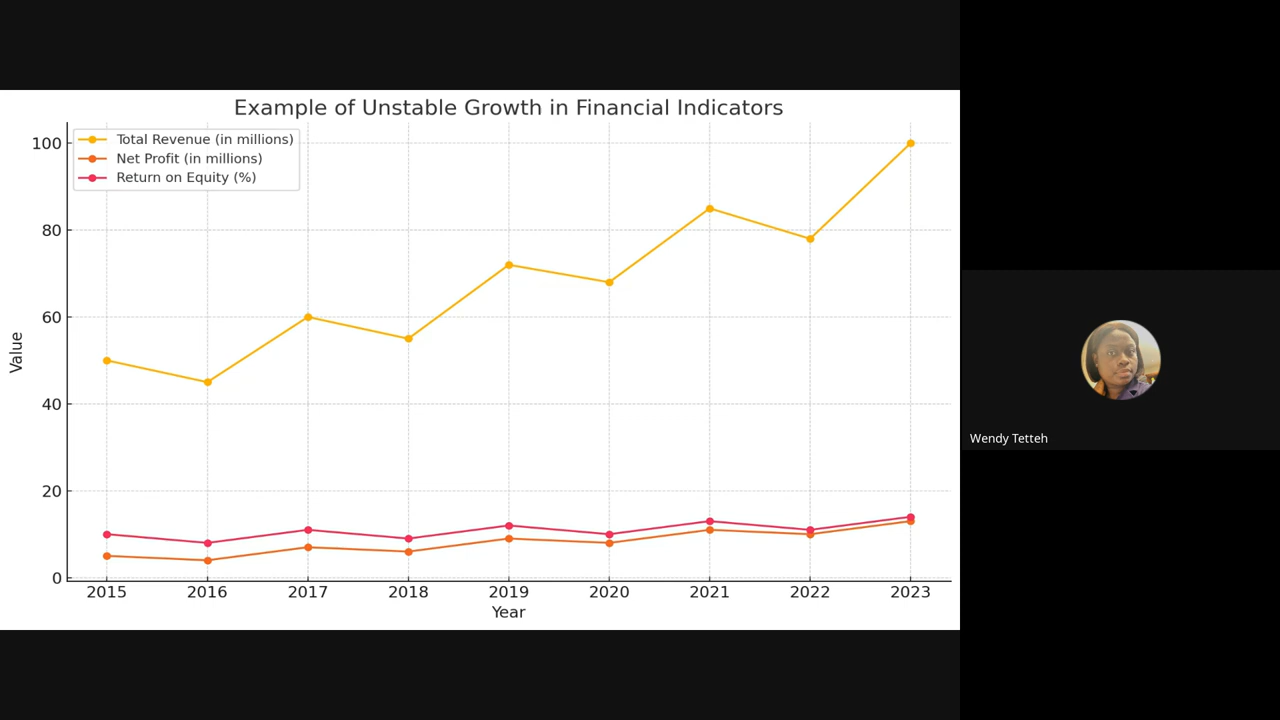 Example of Unstable Growth in Financial Indicators
Total Revenue (in millions)
Net Profit (in millions)
Return on Equity (%)
100
80
60
40
20
0
Value
2015 2016 2017 2018 2019 2020 2021 2022 2023
Year
Wendy Tetteh